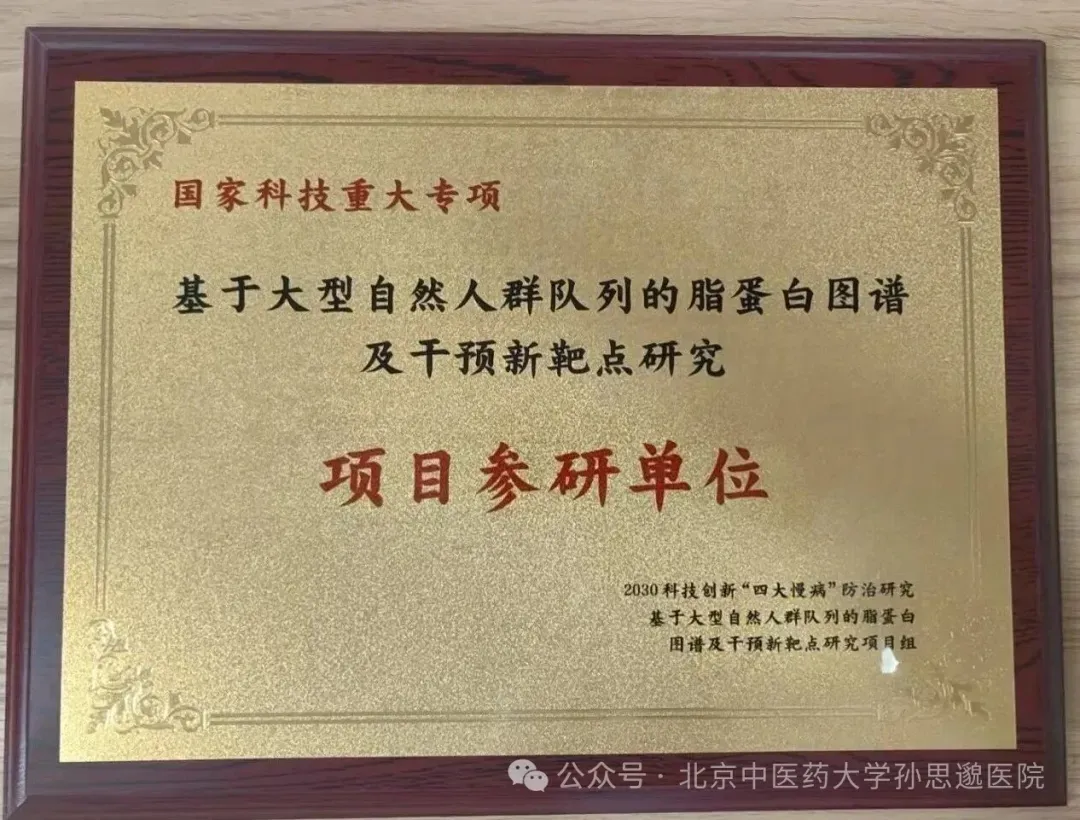 国家科技重大专项
基于大型自然人群队列的脂蛋白图谱
及干预新靶点研究
项目参研单位
2030科技创新“四大慢病”防治研究
基于大型自然人群队列的脂蛋白
图谱及干预新靶点研究项目组
公众号·北京中医药大学孙思邈医院